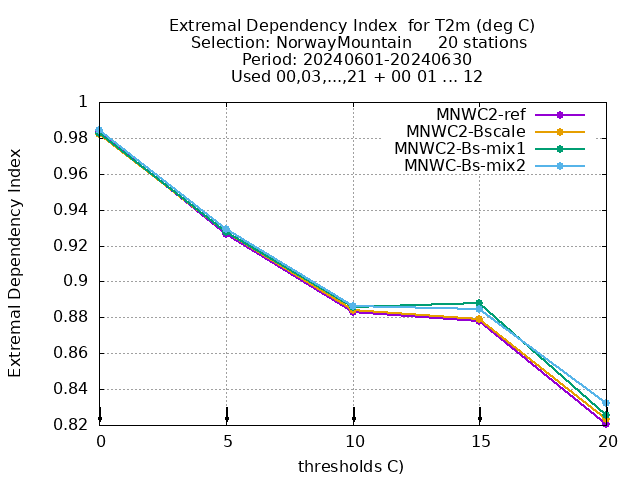 Extremal Dependency Index  for T2m (deg C)
Selection: NorwayMountain     20 stations
Period: 20240601-20240630
Used 00,03,...,21 + 00 01 ... 12
MNWC2-ref
MNWC2-Bscale
MNWC2-Bs-mix1
MNWC-Bs-mix2
Extremal Dependency Index
1
0.98
0.96
0.94
0.92
0.9
0.88
0.86
0.84
0.82
0 5 10 15 20
thresholds C)